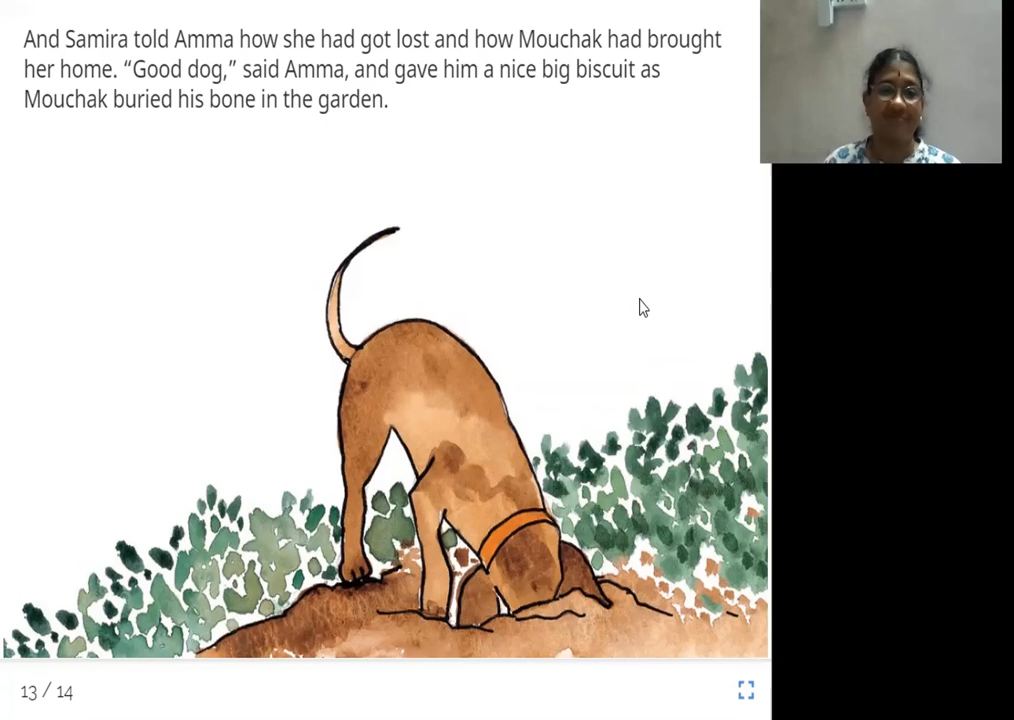 And Samira told Amma how she had got lost and how Mouchak had brought
her home. “Good dog,” said Amma, and gave him a nice big biscuit as
Mouchak buried his bone in the garden.
13 / 14